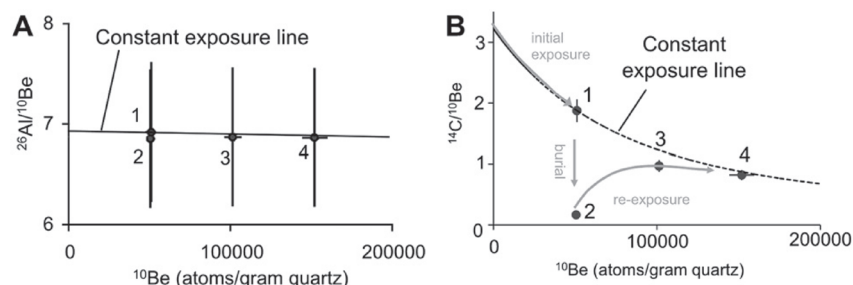 A
8
Constant exposure line
²⁶Al/¹⁰Be
7
1
2
3
4
6
0
100000
200000
¹⁰Be (atoms/gram quartz)
B
3
initial
exposure
Constant
exposure line
¹⁴C/¹⁰Be
2
1
burial
3
4
1
re-exposure
2
0
0
100000
200000
¹⁰Be (atoms/gram quartz)